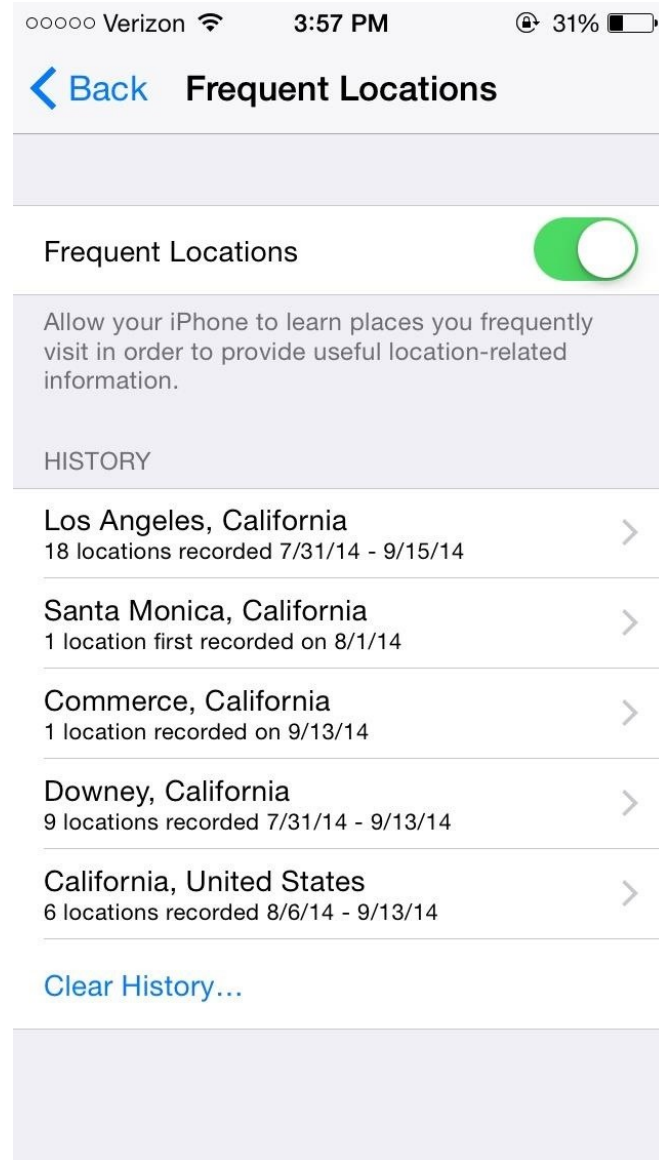 Verizon 3:57 PM 31%
Back Frequent Locations
Frequent Locations
Allow your iPhone to learn places you frequently
visit in order to provide useful location-related
information.
HISTORY
Los Angeles, California
18 locations recorded 7/31/14 - 9/15/14
Santa Monica, California
1 location first recorded on 8/1/14
Commerce, California
1 location recorded on 9/13/14
Downey, California
9 locations recorded 7/31/14 - 9/13/14
California, United States
6 locations recorded 8/6/14 - 9/13/14
Clear History...